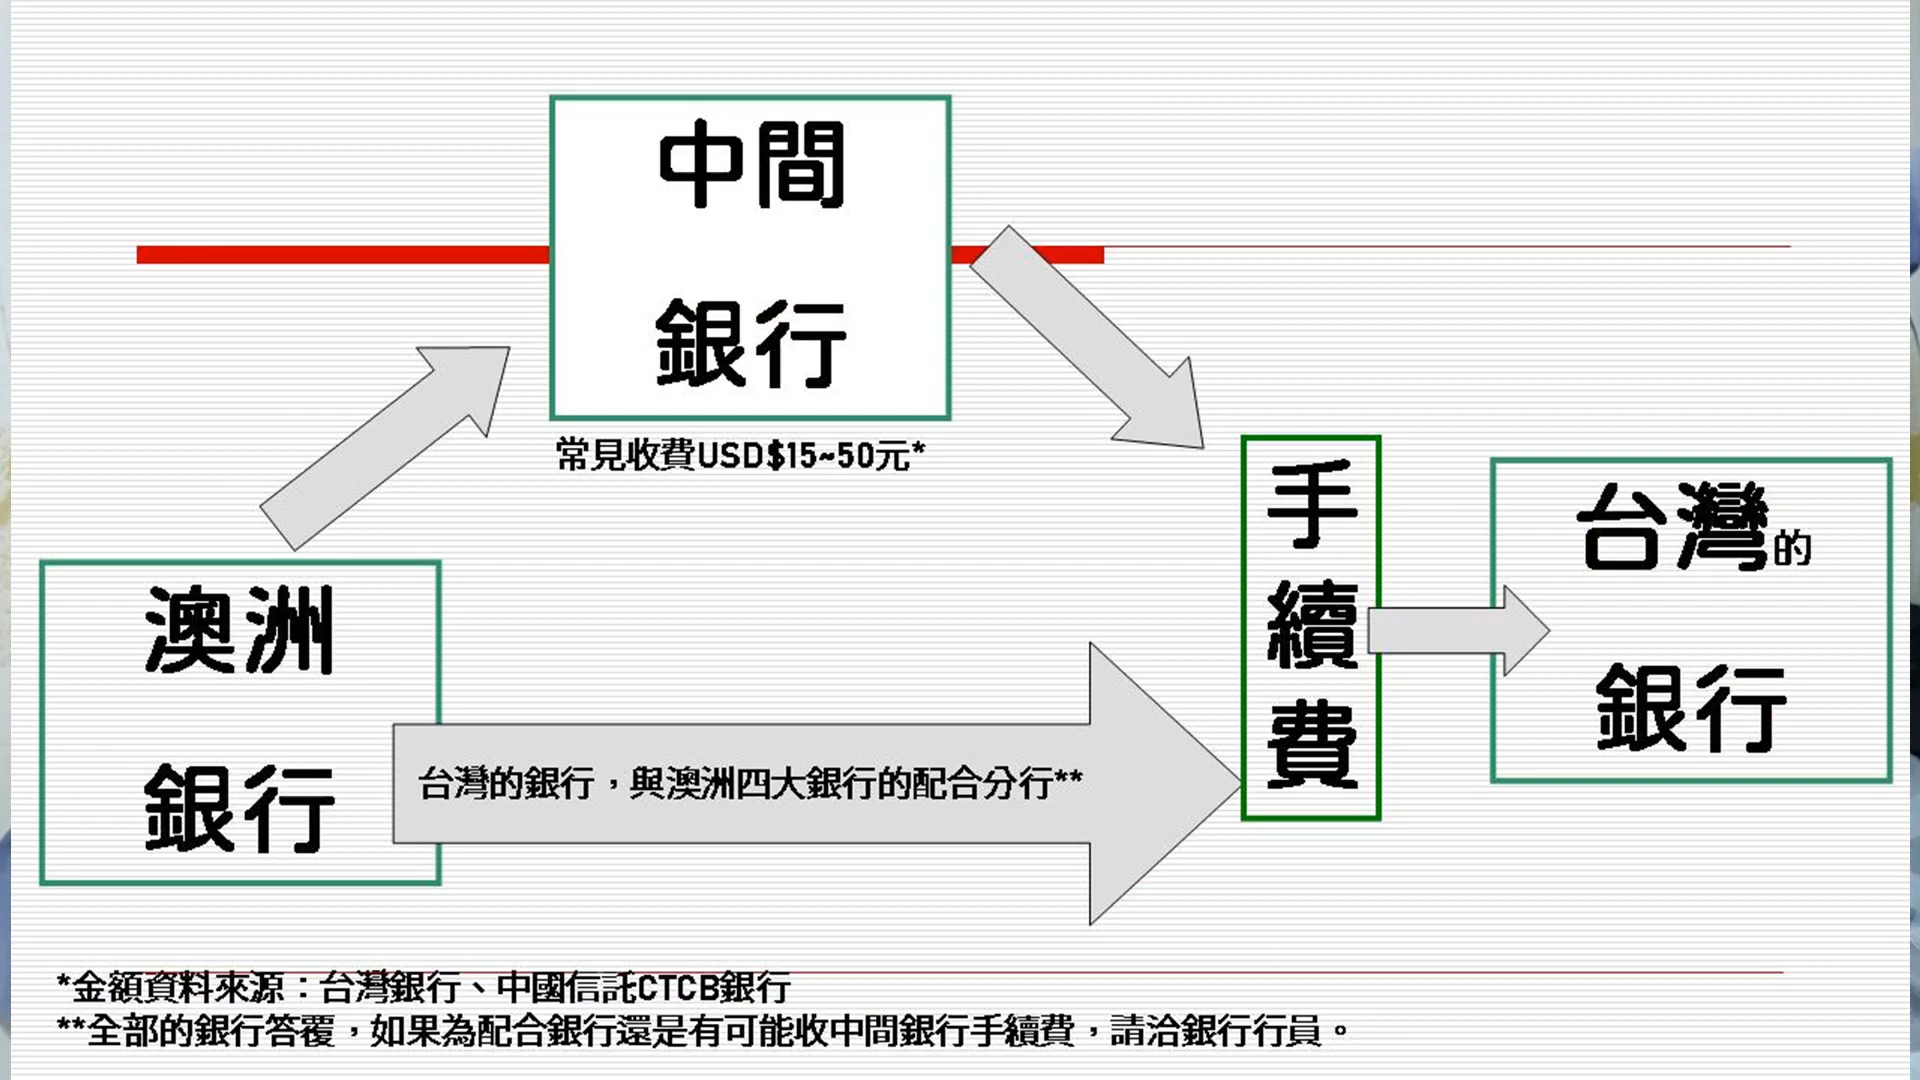 中間
銀行
常見收費USD$15~50元*
澳洲
銀行
台灣的銀行，與澳洲四大銀行的配合分行**
手
續
費
台灣的
銀行
*金額資料來源：台灣銀行、中國信託CTCB銀行
**全部的銀行答覆，如果為配合銀行還是有可能收中間銀行手續費，請洽銀行行員。